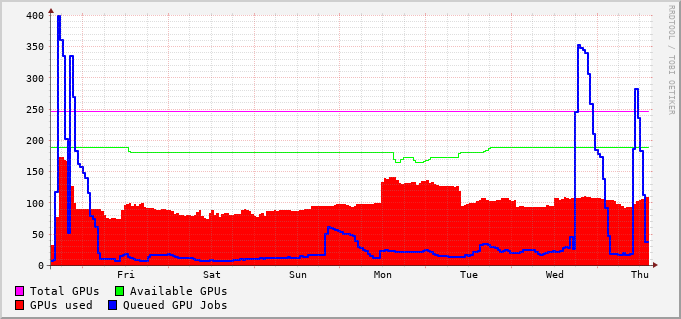 400
350
300
250
200
150
100
50
0
Fri Sat Sun Mon Tue Wed Thu
Total GPUs Available GPUs
GPUs used Queued GPU Jobs
RRDTOOL / TOBI OETIKER